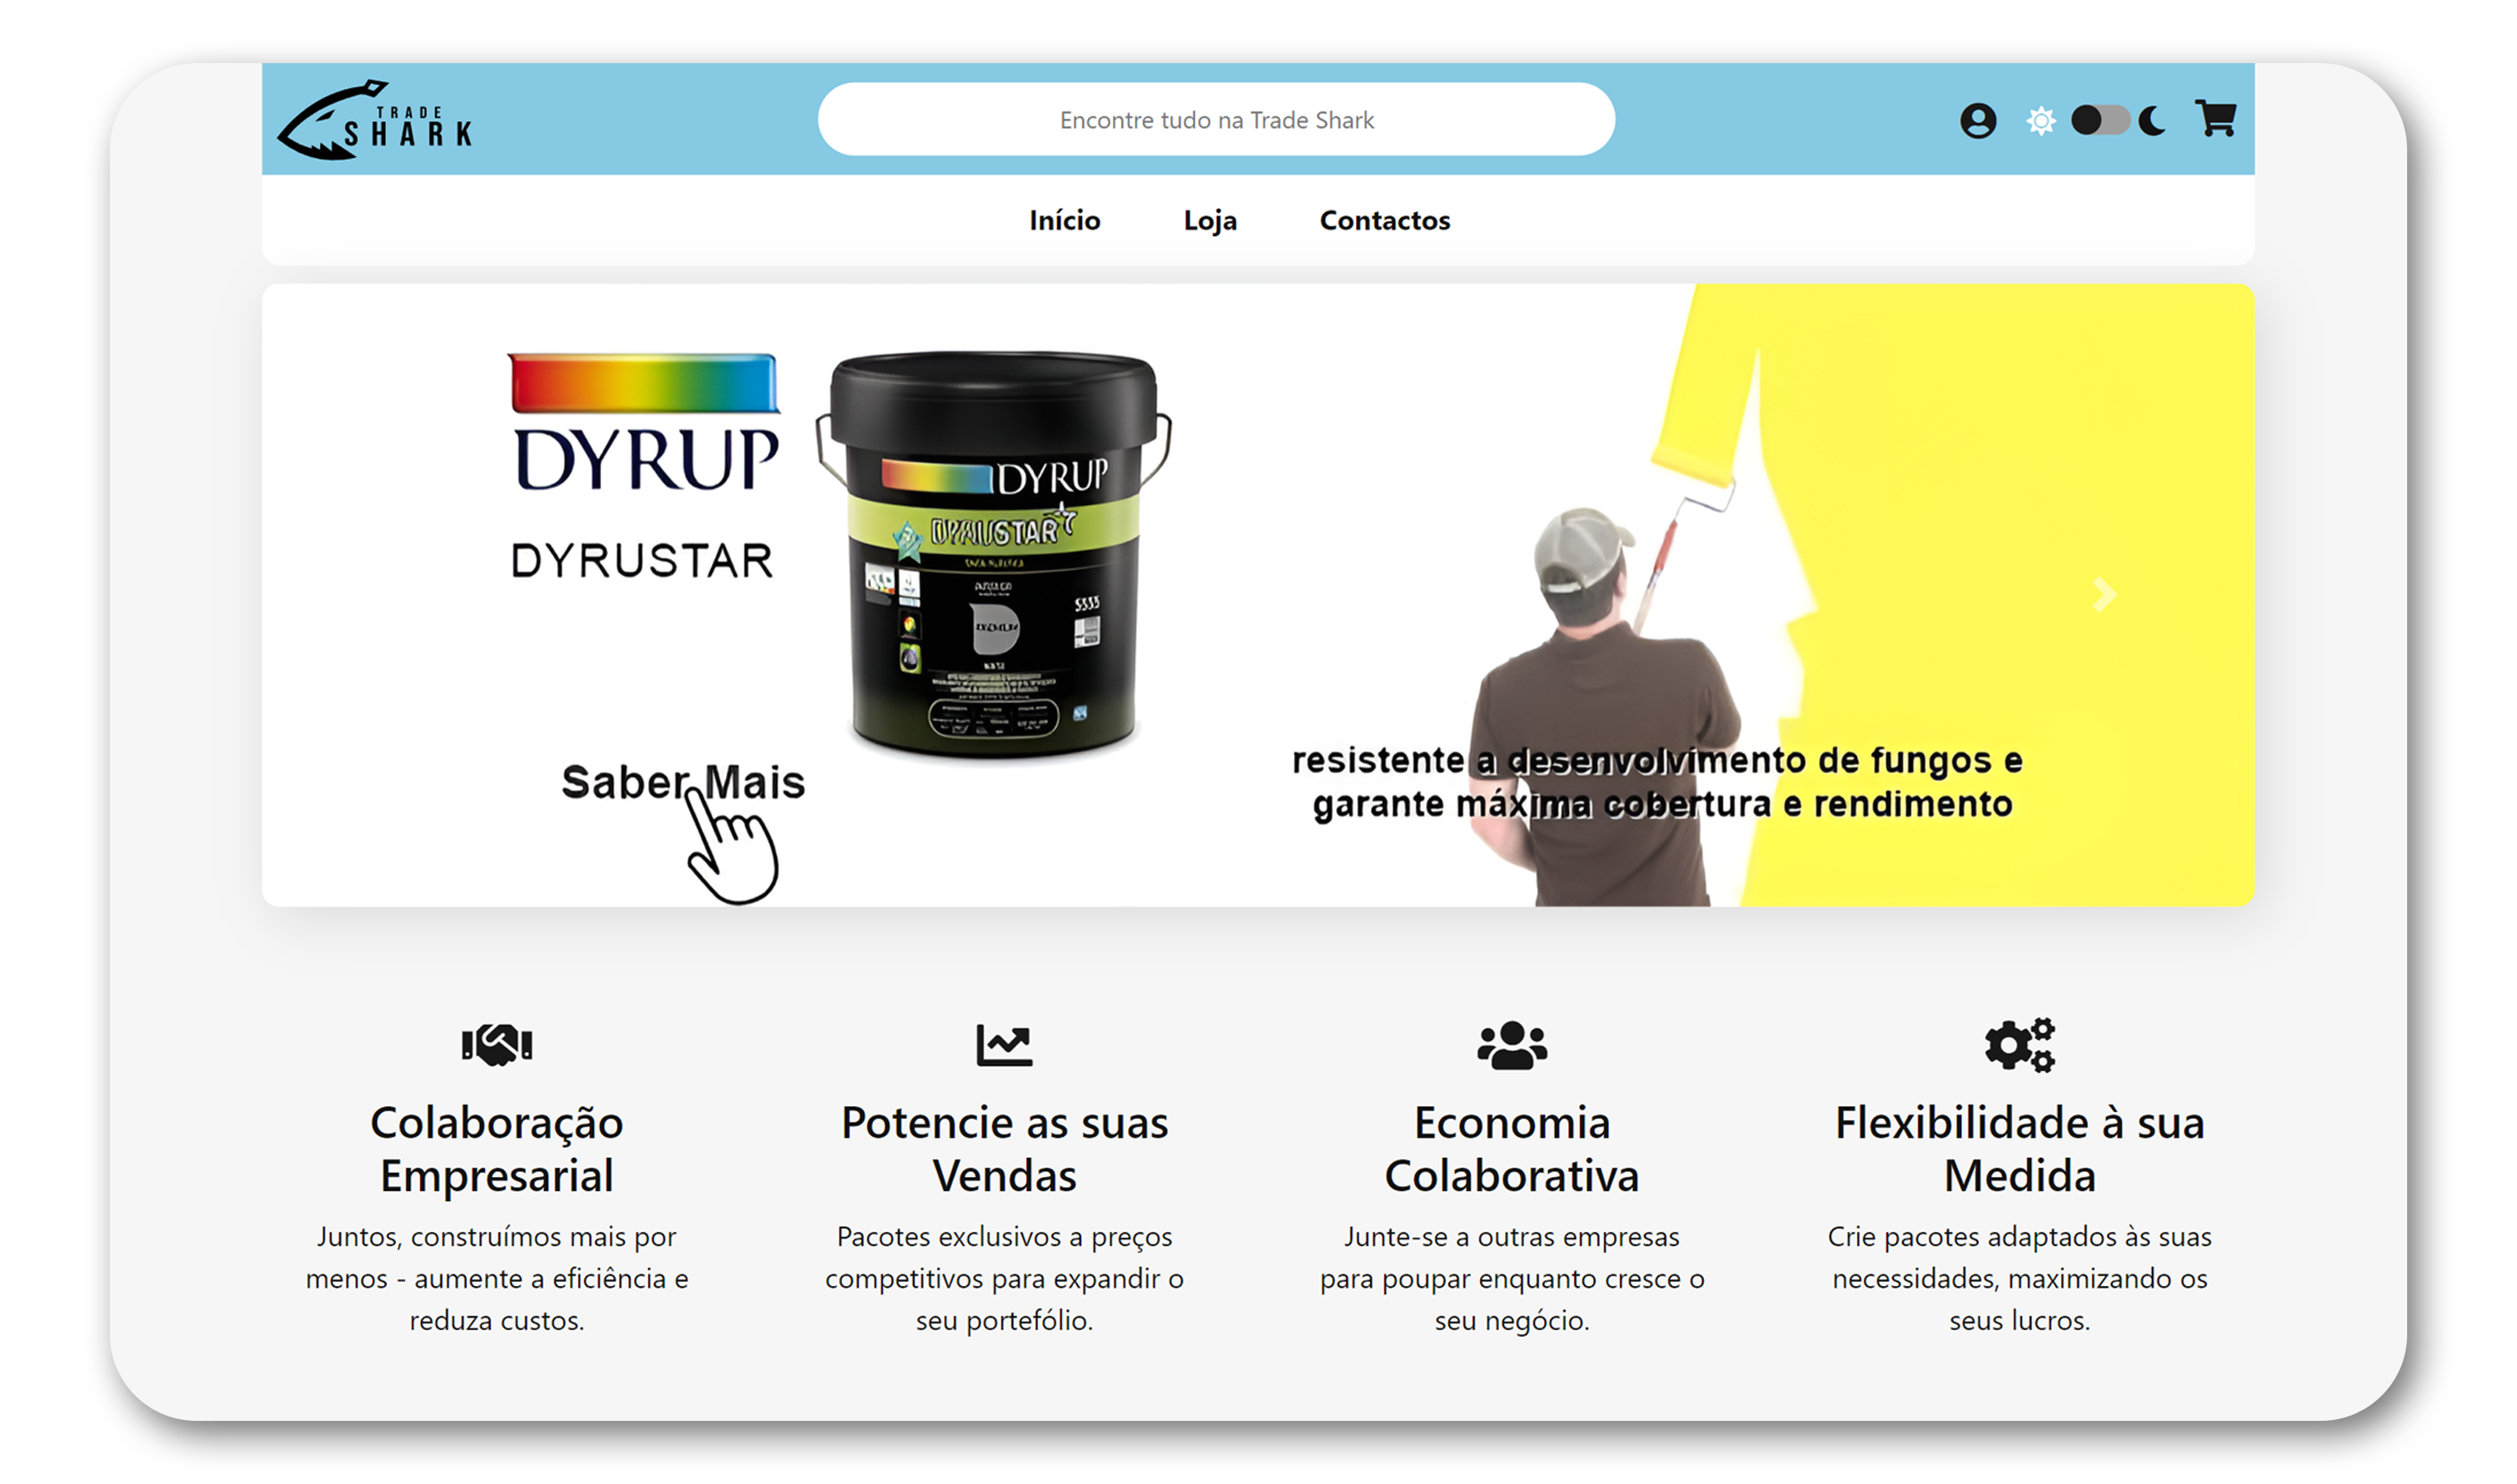 TRADE
SHARK
Encontre tudo na Trade Shark
Início Loja Contactos
DYRUP
DYRUSTAR
DYRUP
Saber Mais
resistente a desenvolvimento de fungos e
garante máxima cobertura e rendimento
Colaboração
Empresarial
Juntos, construímos mais por
menos - aumente a eficiência e
reduza custos.
Potencie as suas
Vendas
Pacotes exclusivos a preços
competitivos para expandir o
seu portefólio.
Economia
Colaborativa
Junte-se a outras empresas
para poupar enquanto cresce o
seu negócio.
Flexibilidade à sua
Medida
Crie pacotes adaptados às suas
necessidades, maximizando os
seus lucros.